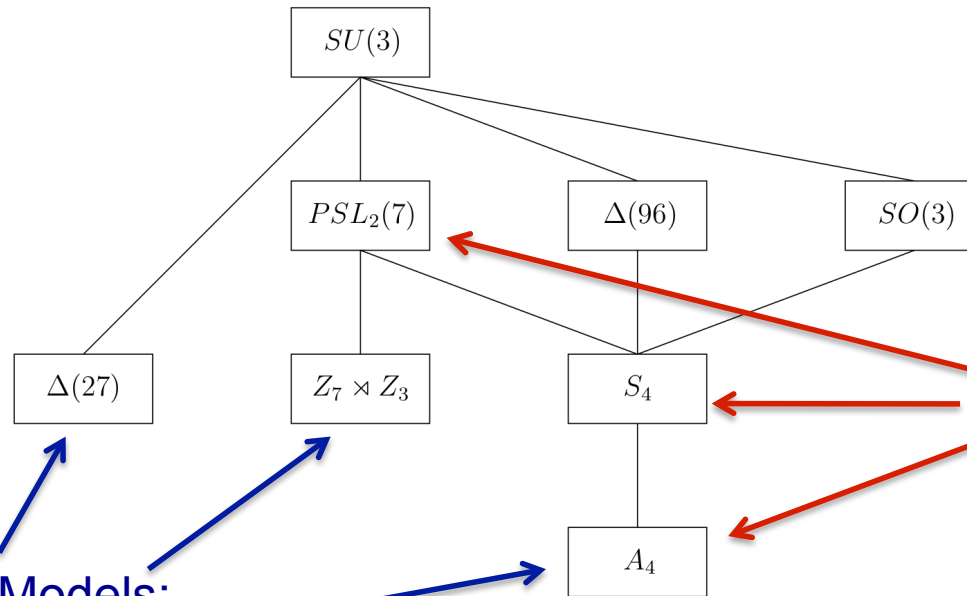 SU(3)
PSL₂(7) Δ(96) SO(3)
Δ(27) Z₇ ⋊ Z₃ S₄
A₄
Models: